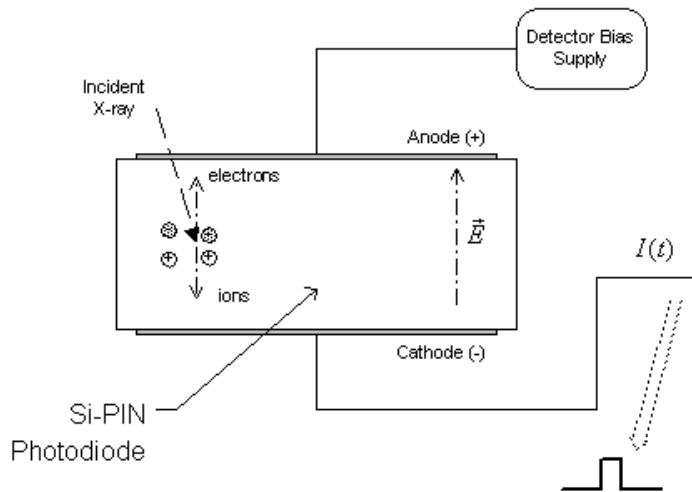 Detector Bias
Supply
Incident
X-ray
Anode (+)
electrons
E
I(t)
ions
Cathode (-)
Si-PIN
Photodiode